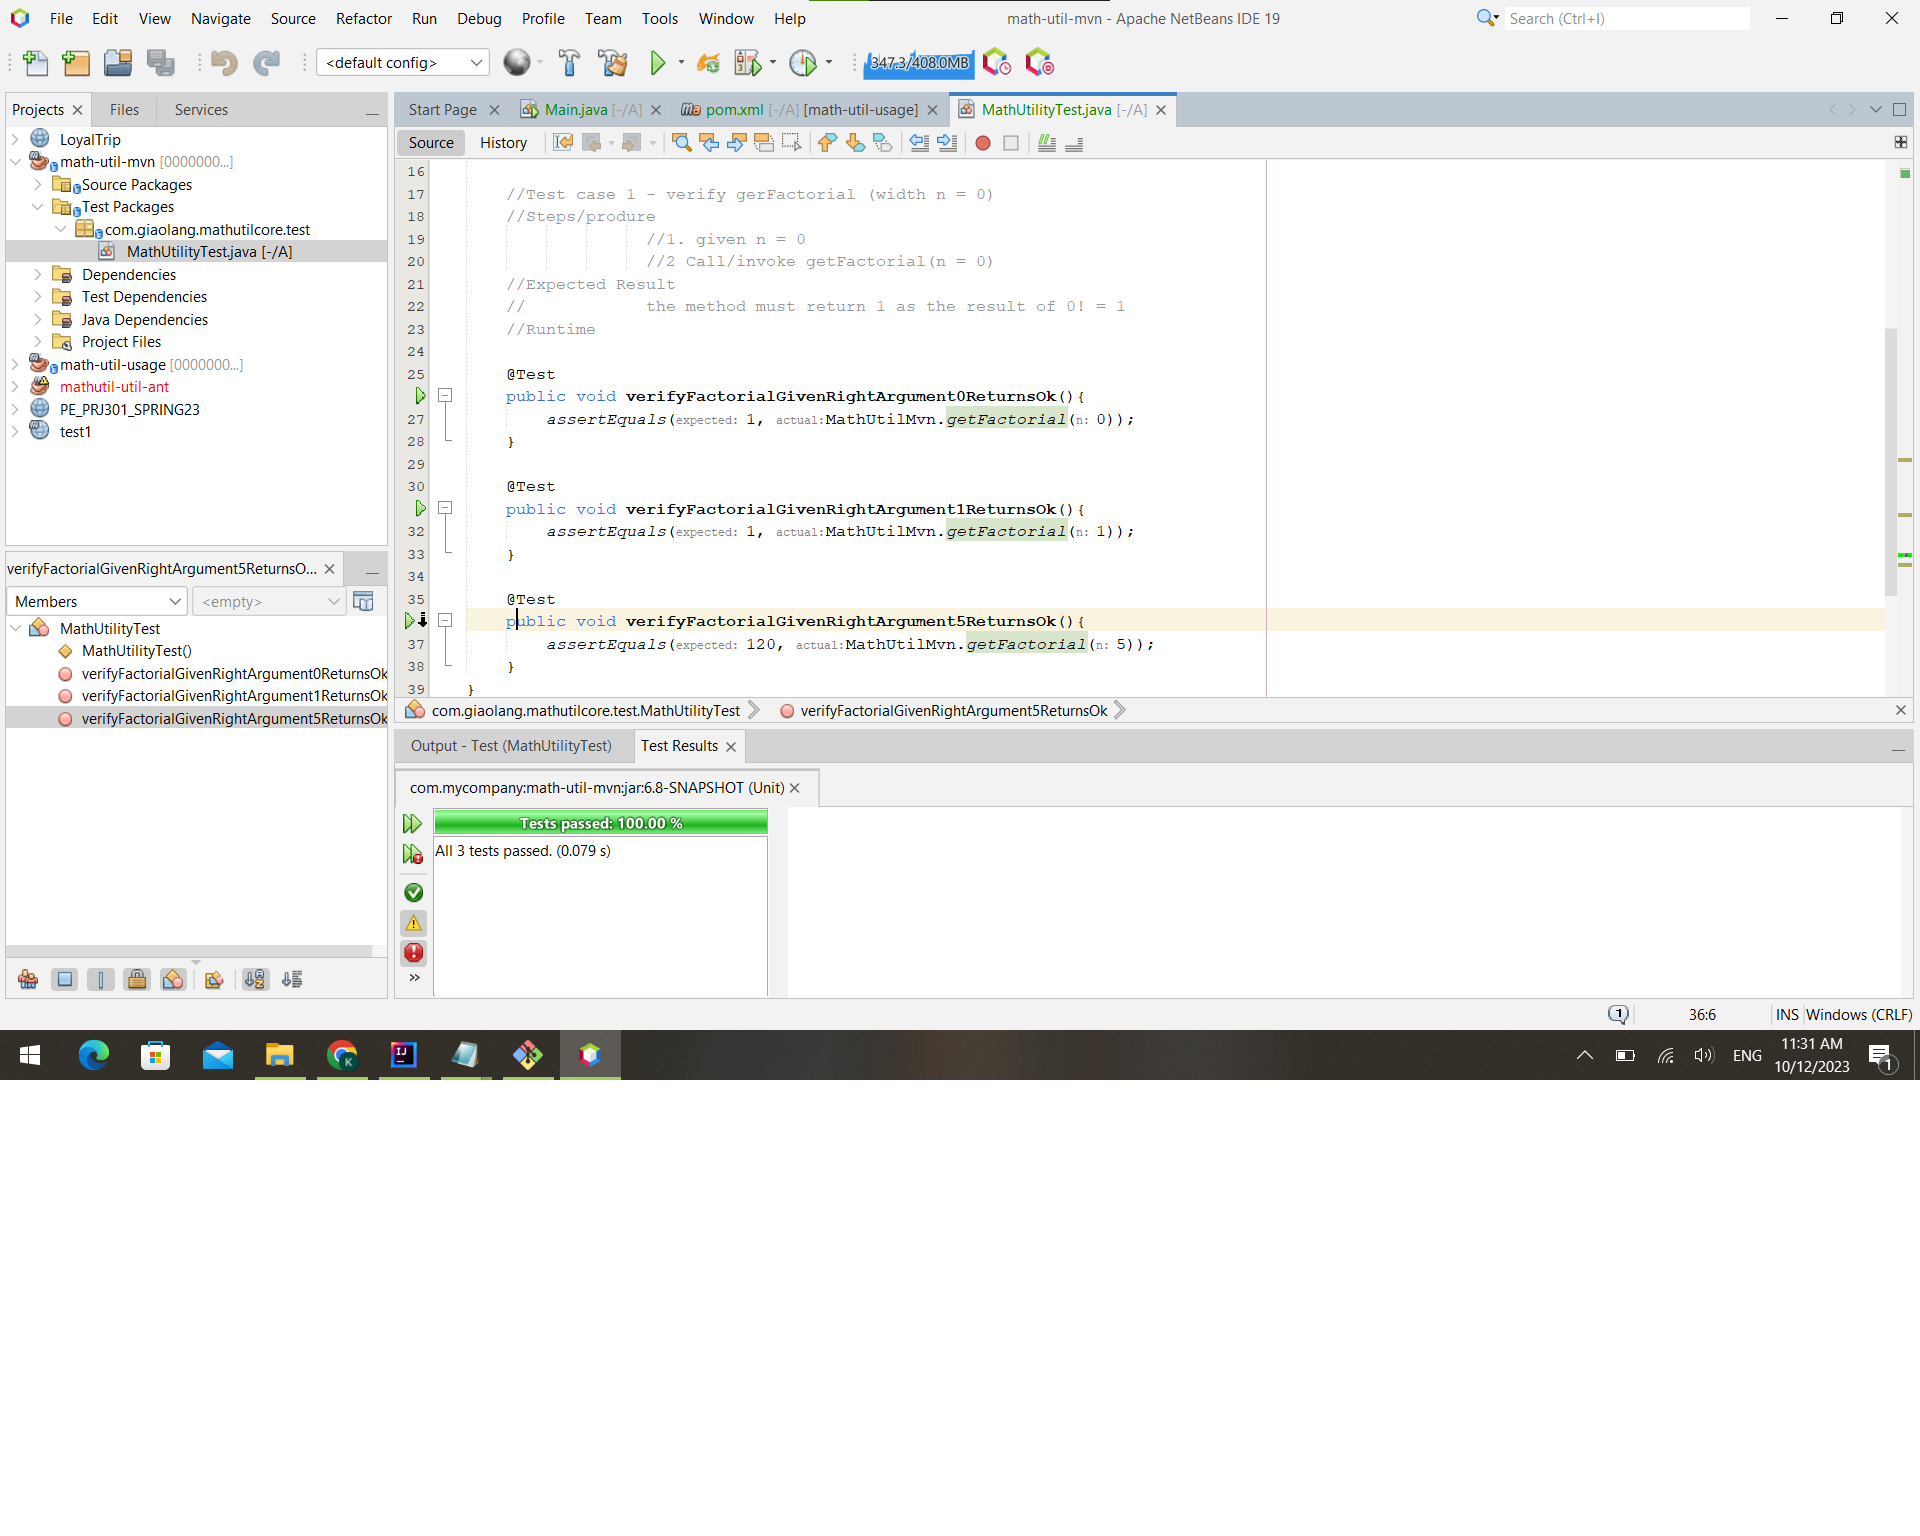 File Edit View Navigate Source Refactor Run Debug Profile Team Tools Window Help
math-util-mvn - Apache NetBeans IDE 19
Search (Ctrl+I)
<default config>
347.3/408.0MB
Projects Files Services
LoyalTrip
math-util-mvn [0000000...]
Source Packages
Test Packages
com.giaolang.mathutilcore.test
MathUtilityTest.java [-/A]
Dependencies
Test Dependencies
Java Dependencies
Project Files
math-util-usage [0000000...]
mathutil-util-ant
PE_PRJ301_SPRING23
test1
verifyFactorialGivenRightArgument5ReturnsO...
Members
<empty>
MathUtilityTest
MathUtilityTest()
verifyFactorialGivenRightArgument0ReturnsOk
verifyFactorialGivenRightArgument1ReturnsOk
verifyFactorialGivenRightArgument5ReturnsOk
Start Page Main.java [-/A] pom.xml [-/A] [math-util-usage] MathUtilityTest.java [-/A]
Source History
16
17 //Test case 1 - verify gerFactorial (width n = 0)
18 //Steps/produre
19 //1. given n = 0
20 //2 Call/invoke getFactorial(n = 0)
21 //Expected Result
22 // the method must return 1 as the result of 0! = 1
23 //Runtime
24
25 @Test
public void verifyFactorialGivenRightArgument0ReturnsOk(){
27 assertEquals(expected: 1, actual:MathUtilMvn.getFactorial(n: 0));
28 }
29
30 @Test
public void verifyFactorialGivenRightArgument1ReturnsOk(){
32 assertEquals(expected: 1, actual:MathUtilMvn.getFactorial(n: 1));
33 }
34
35 @Test
public void verifyFactorialGivenRightArgument5ReturnsOk(){
37 assertEquals(expected: 120, actual:MathUtilMvn.getFactorial(n: 5));
38 }
39 }
com.giaolang.mathutilcore.test.MathUtilityTest verifyFactorialGivenRightArgument5ReturnsOk
Output - Test (MathUtilityTest) Test Results
com.mycompany:math-util-mvn:jar:6.8-SNAPSHOT (Unit)
Tests passed: 100.00 %
All 3 tests passed. (0.079 s)
1 36:6 INS Windows (CRLF)
ENG
11:31 AM
10/12/2023
1